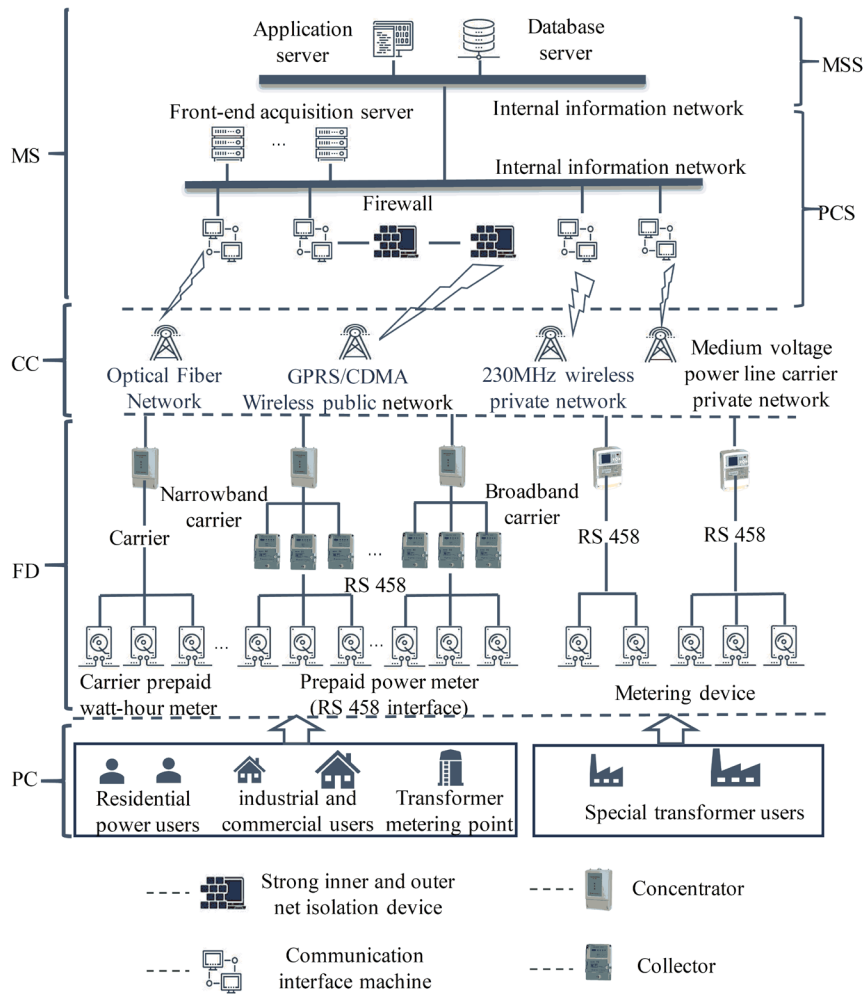 Application
server
Database
server
MSS
Internal information network
Front-end acquisition server
...
MS
Internal information network
PCS
Firewall
CC
Optical Fiber
Network
GPRS/CDMA
Wireless public network
230MHz wireless
private network
Medium voltage
power line carrier
private network
Narrowband
carrier
Broadband
carrier
Carrier
...
RS 458
RS 458
FD
RS 458
...
...
Carrier prepaid
watt-hour meter
Prepaid power meter
(RS 458 interface)
Metering device
PC
Residential
power users
industrial and
commercial users
Transformer
metering point
Special transformer users
Strong inner and outer
net isolation device
Concentrator
Communication
interface machine
Collector